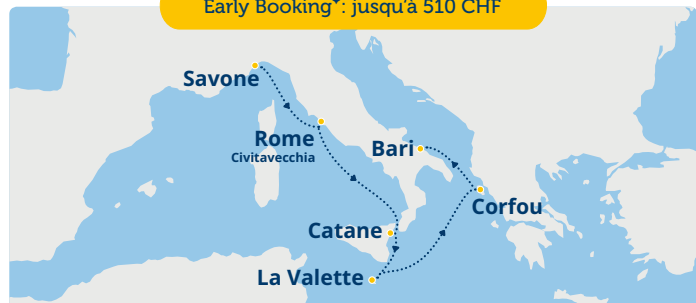 Early Booking*: jusqu'à 510 CHF
Savone
Rome
Civitavecchia
Bari
Corfou
Catane
La Valette